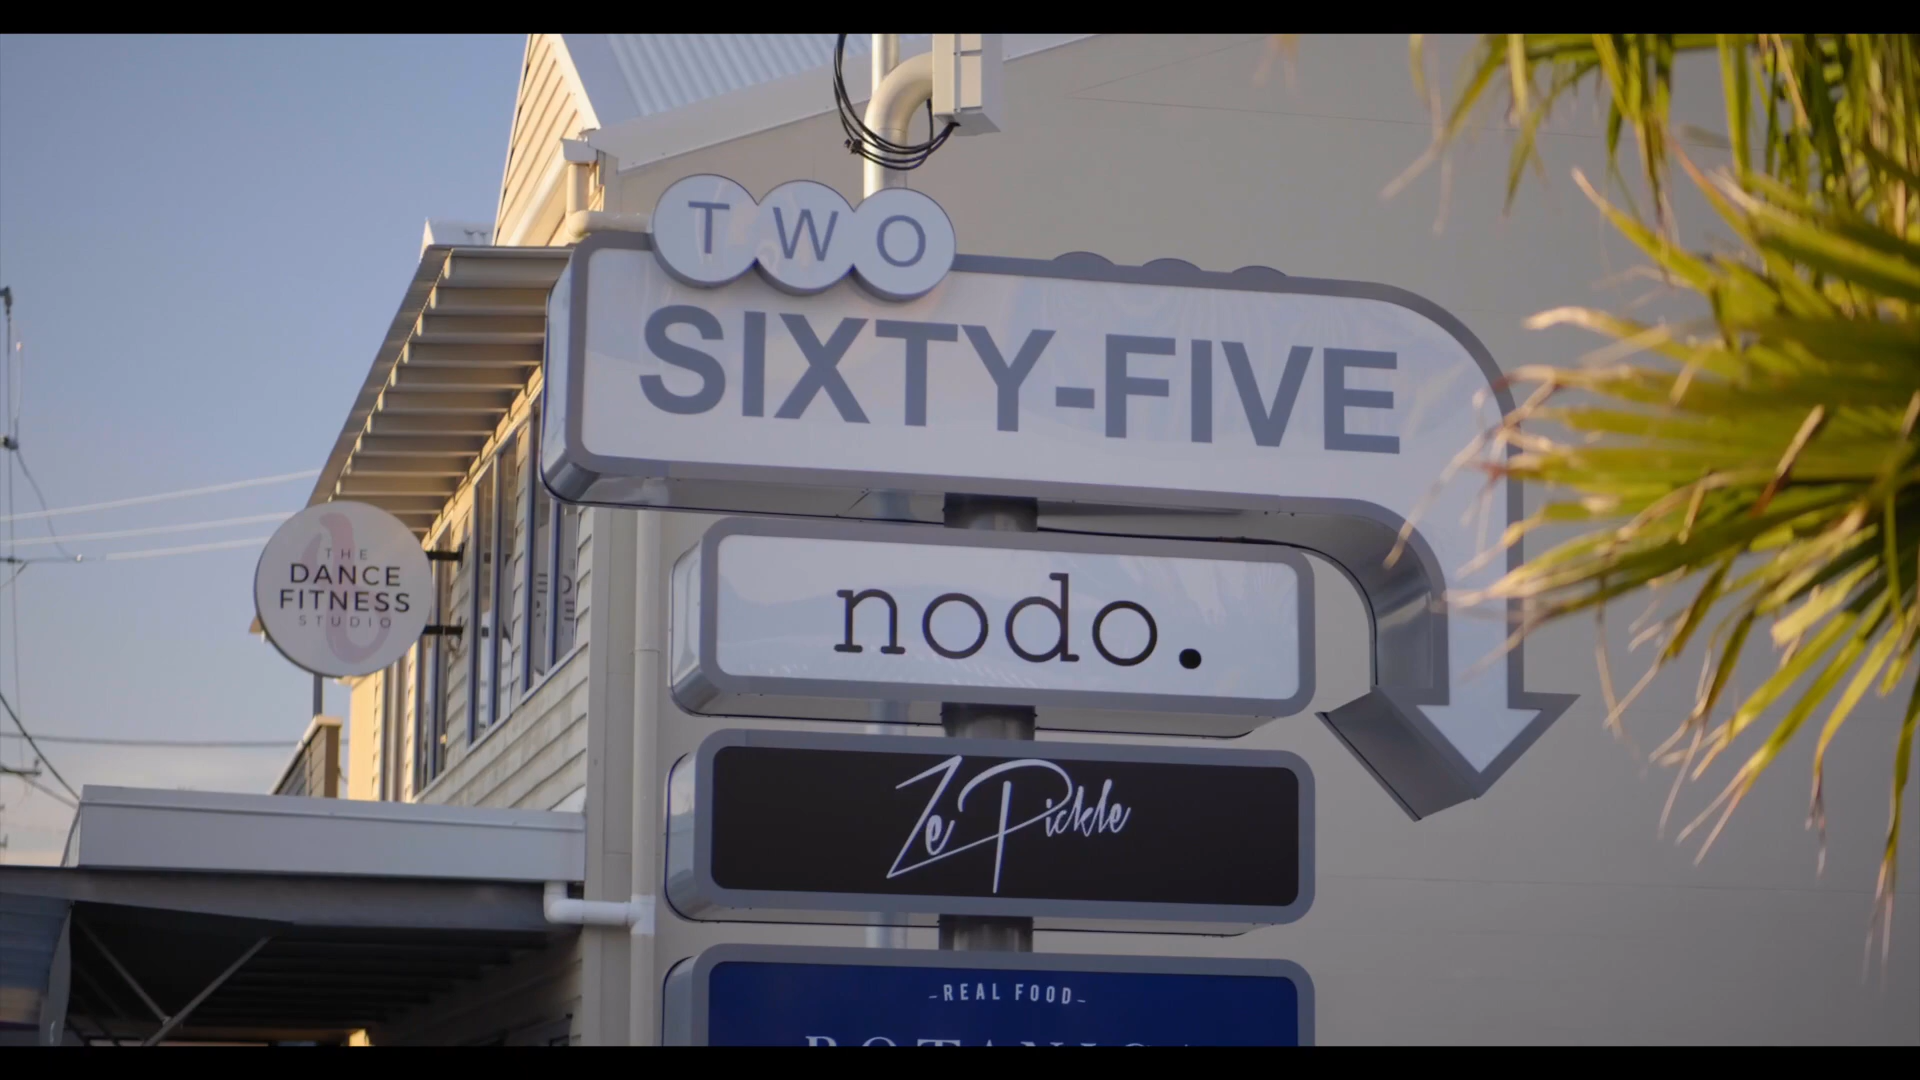 TWO
SIXTY-FIVE
THE
DANCE
FITNESS
STUDIO
nodo.
Ze Pickle
-REAL FOOD-